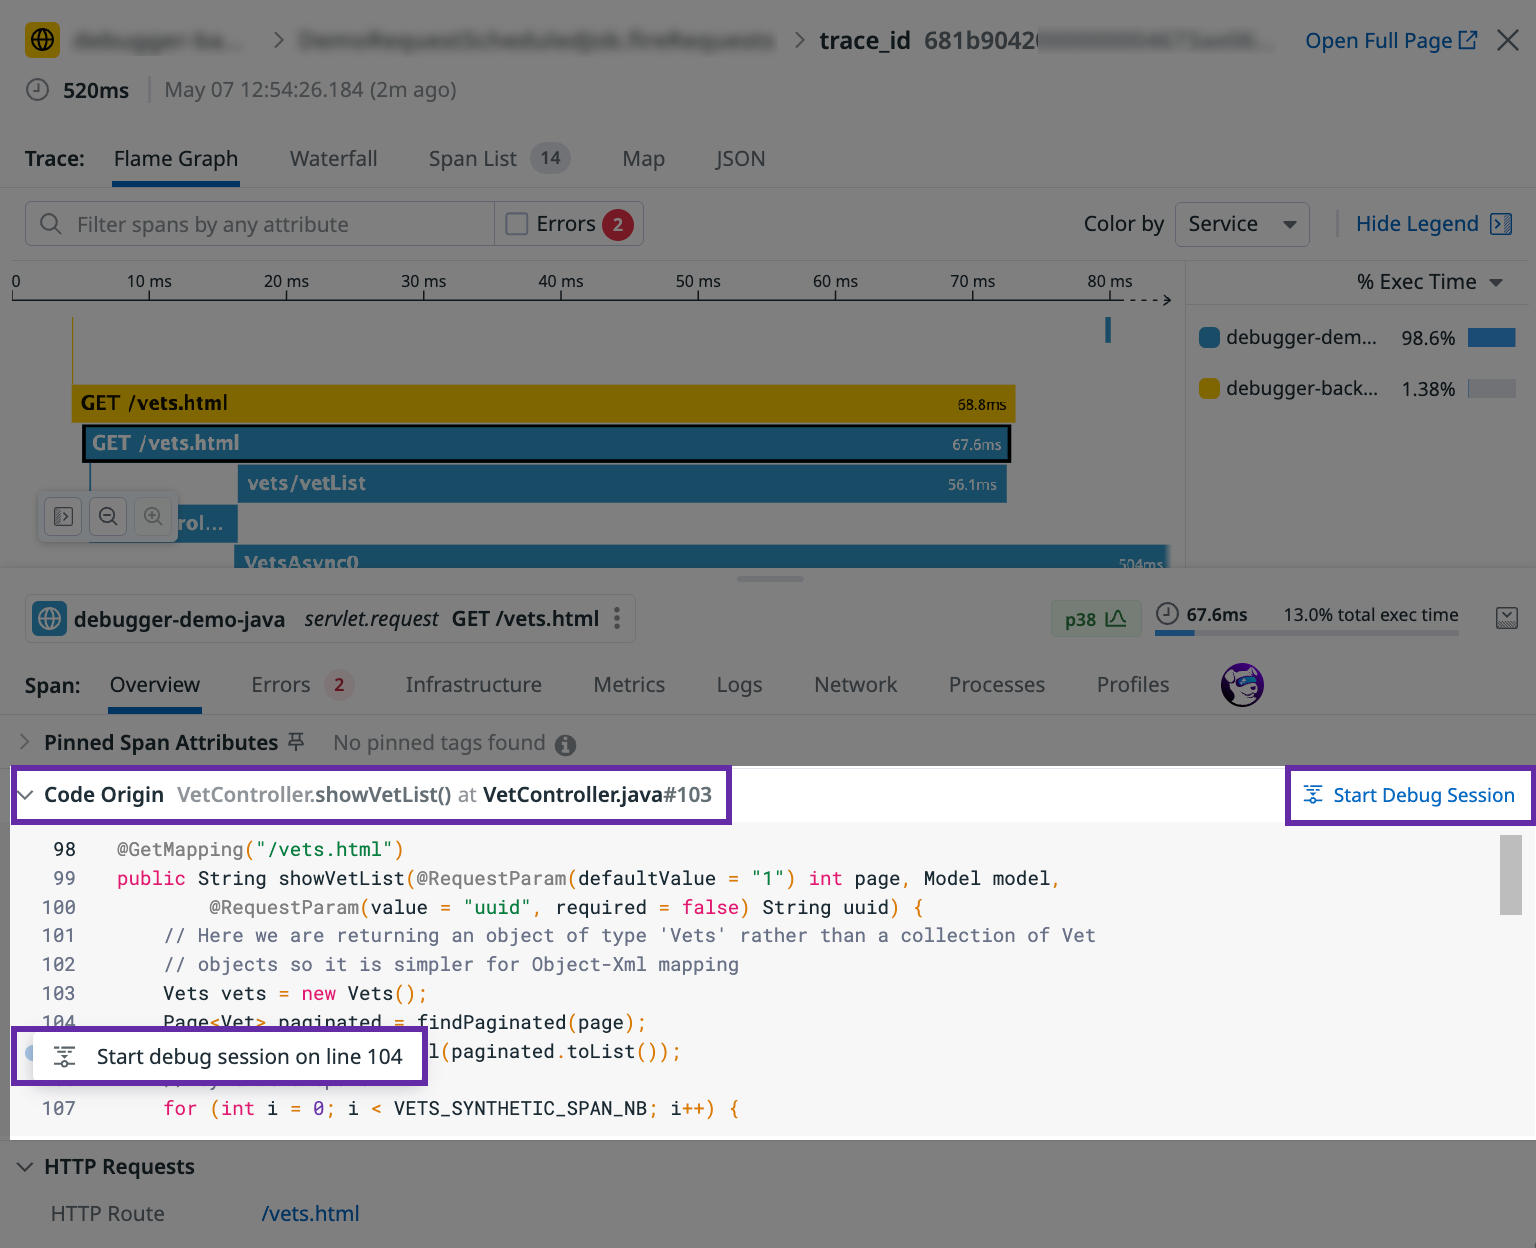 trace_id 681b9042 Open Full Page
520ms May 07 12:54:26.184 (2m ago)
Trace: Flame Graph Waterfall Span List 14 Map JSON
Filter spans by any attribute Errors 2 Color by Service Hide Legend
0 10 ms 20 ms 30 ms 40 ms 50 ms 60 ms 70 ms 80 ms % Exec Time
debugger-dem... 98.6%
debugger-back... 1.38%
GET /vets.html 68.8ms
GET /vets.html 67.6ms
vets/vetList 56.1ms
rol...
VetsAsync0 504ms
debugger-demo-java servlet.request GET /vets.html p38 67.6ms 13.0% total exec time
Span: Overview Errors 2 Infrastructure Metrics Logs Network Processes Profiles
Pinned Span Attributes No pinned tags found
Code Origin VetController.showVetList() at VetController.java#103 Start Debug Session
98 @GetMapping("/vets.html")
99 public String showVetList(@RequestParam(defaultValue = "1") int page, Model model,
100 @RequestParam(value = "uuid", required = false) String uuid) {
101 // Here we are returning an object of type 'Vets' rather than a collection of Vet
102 // objects so it is simpler for Object-Xml mapping
103 Vets vets = new Vets();
104 Page<Vet> paginated = findPaginated(page);
l(paginated.toList());
Start debug session on line 104
107 for (int i = 0; i < VETS_SYNTHETIC_SPAN_NB; i++) {
HTTP Requests
HTTP Route /vets.html